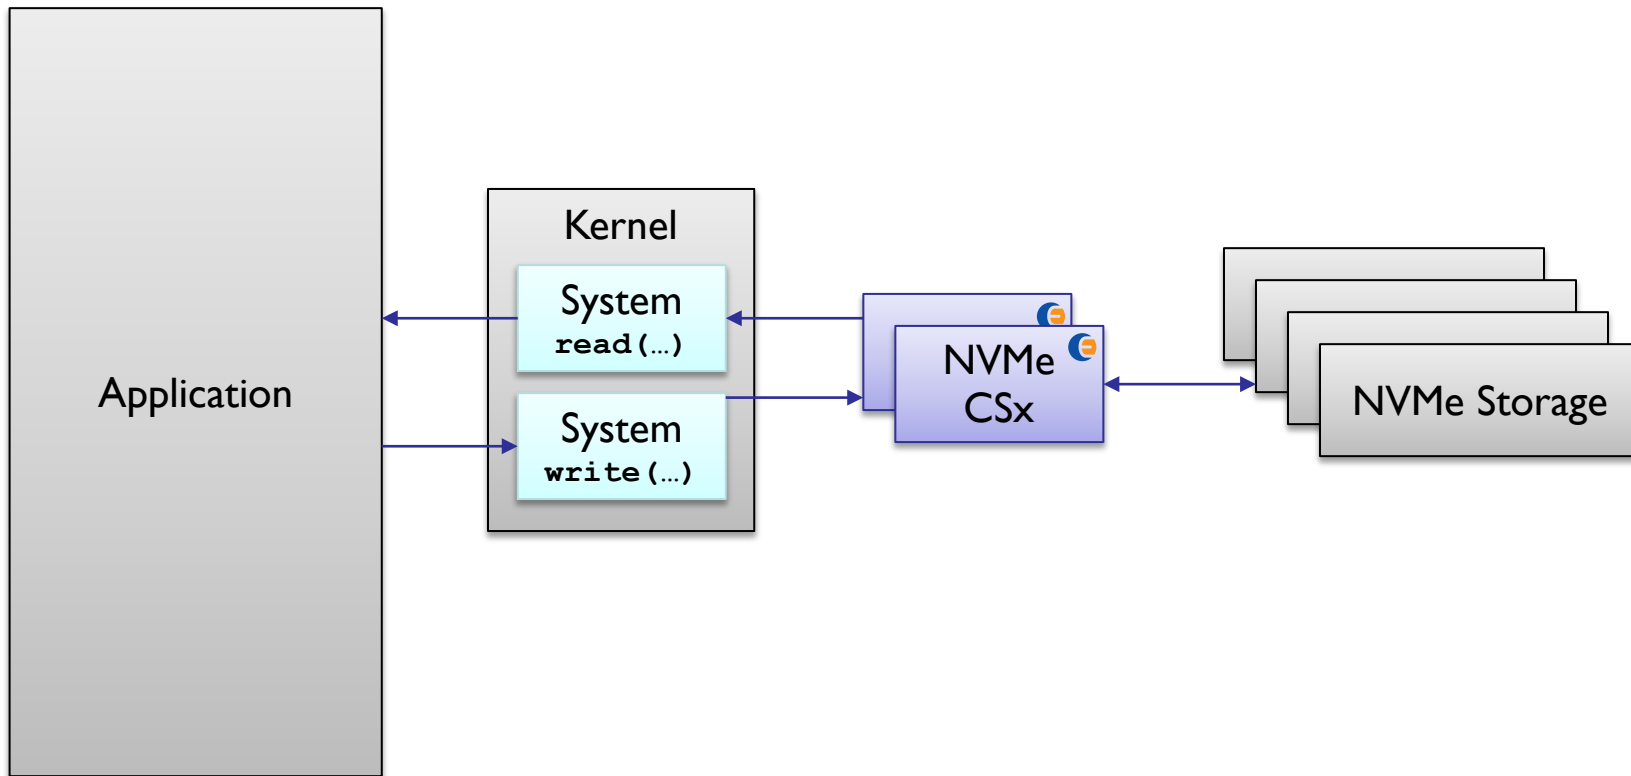 Application
Kernel
System
read(…)
System
write(…)
NVMe
CSx
NVMe Storage